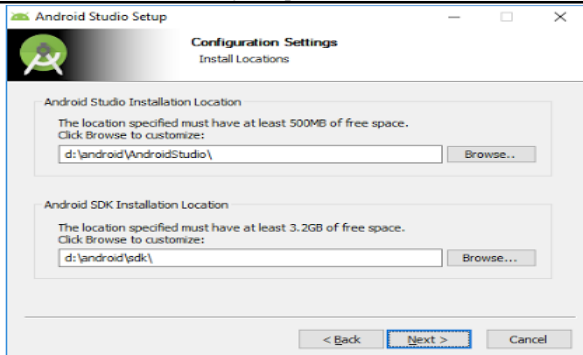 Android Studio Setup
Configuration Settings
Install Locations
Android Studio Installation Location
The location specified must have at least 500MB of free space.
Click Browse to customize:
d:\android\AndroidStudio\
Browse..
Android SDK Installation Location
The location specified must have at least 3.2GB of free space.
Click Browse to customize:
d:\android\sdk\
Browse...
< Back
Next >
Cancel